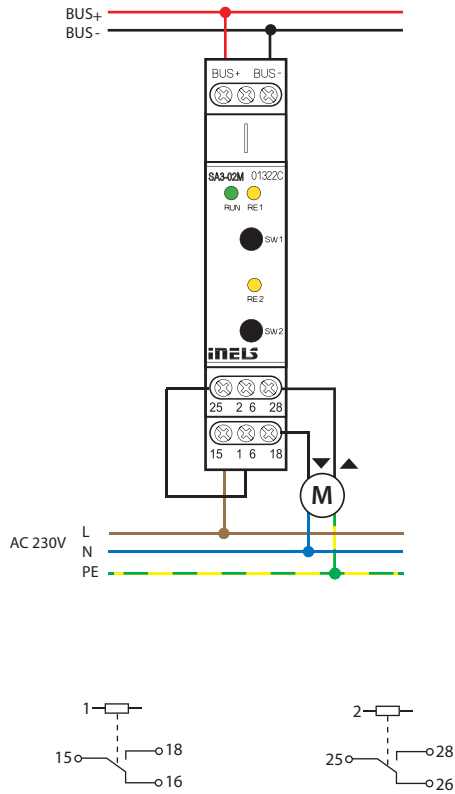 BUS+
BUS-
BUS+ BUS-
SA3-02M 01322C
RUN RE1
SW1
RE2
SW2
iNELS
25 2 6 28
15 1 6 18
M
AC 230V
L
N
PE
1
15
18
16
2
25
28
26